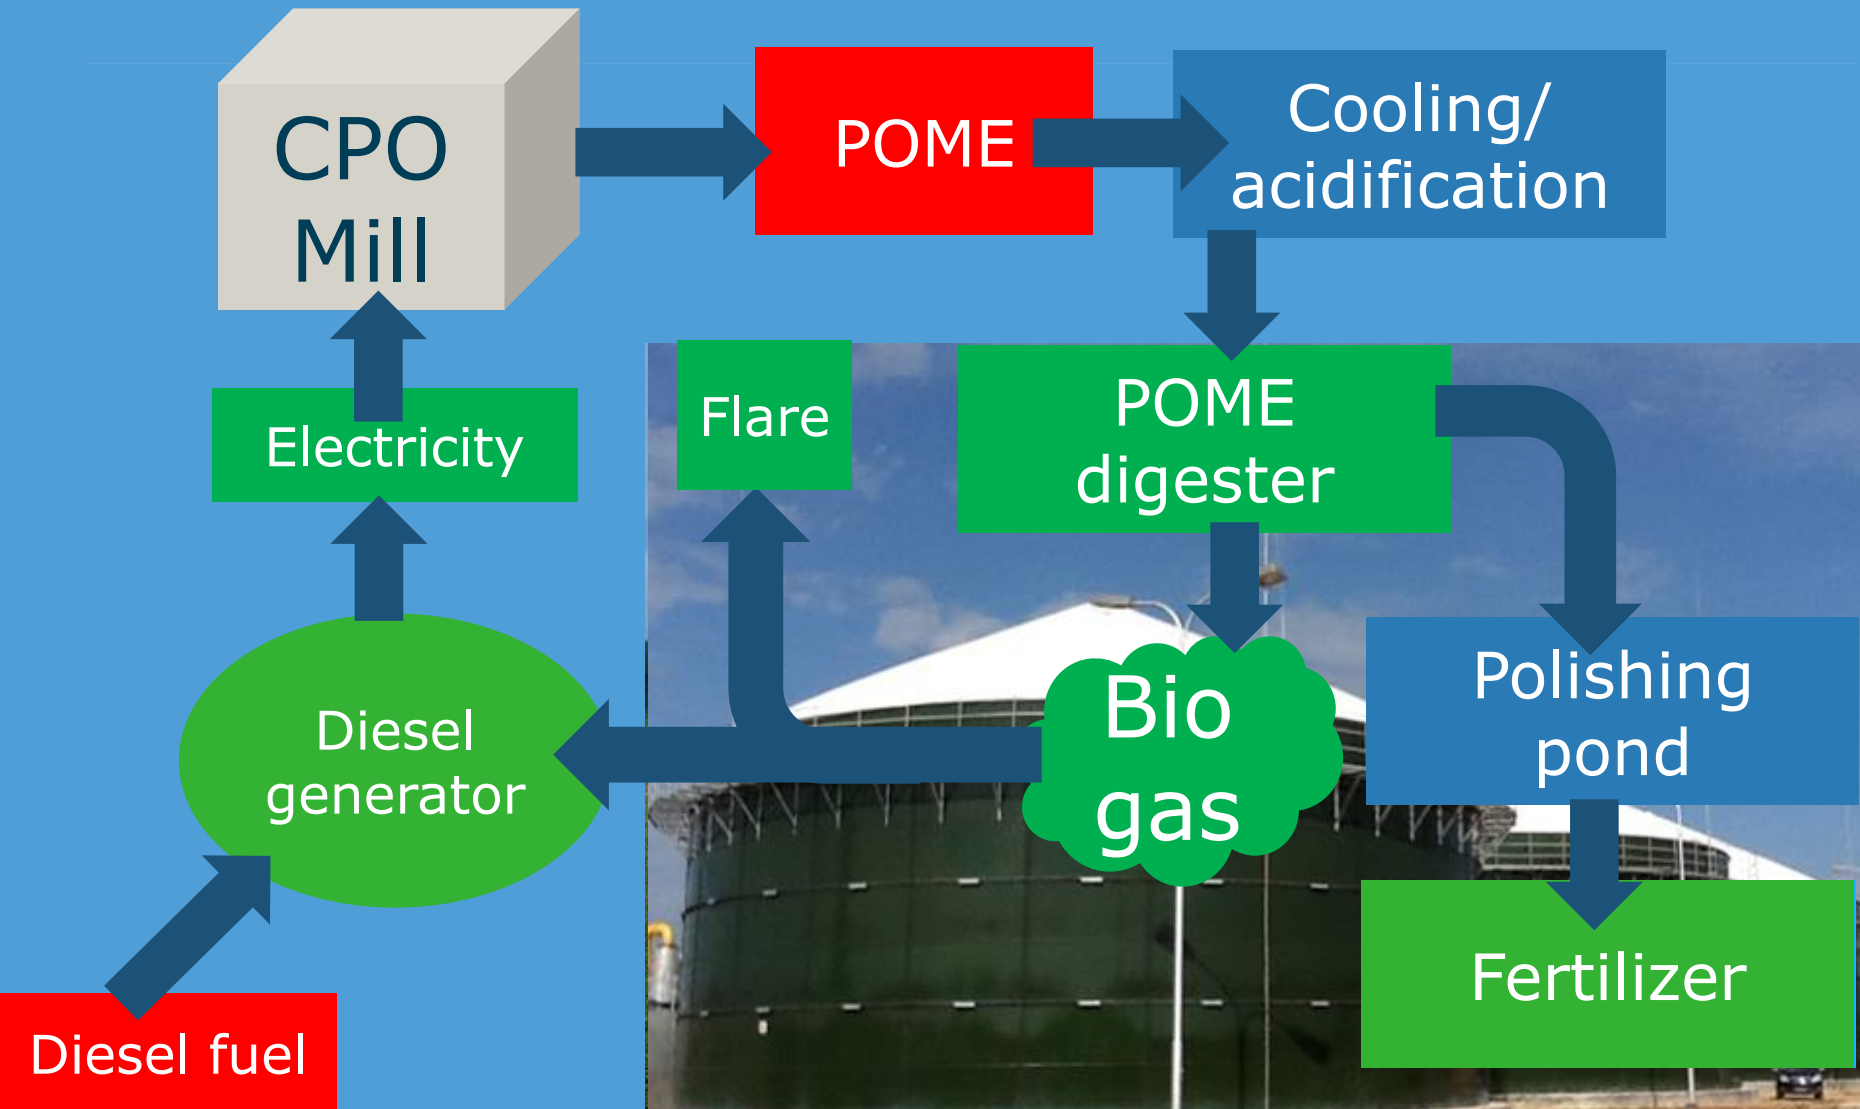 CPO
Mill
POME
Cooling/
acidification
Electricity
Flare
POME
digester
Diesel
generator
Bio
gas
Polishing
pond
Diesel fuel
Fertilizer